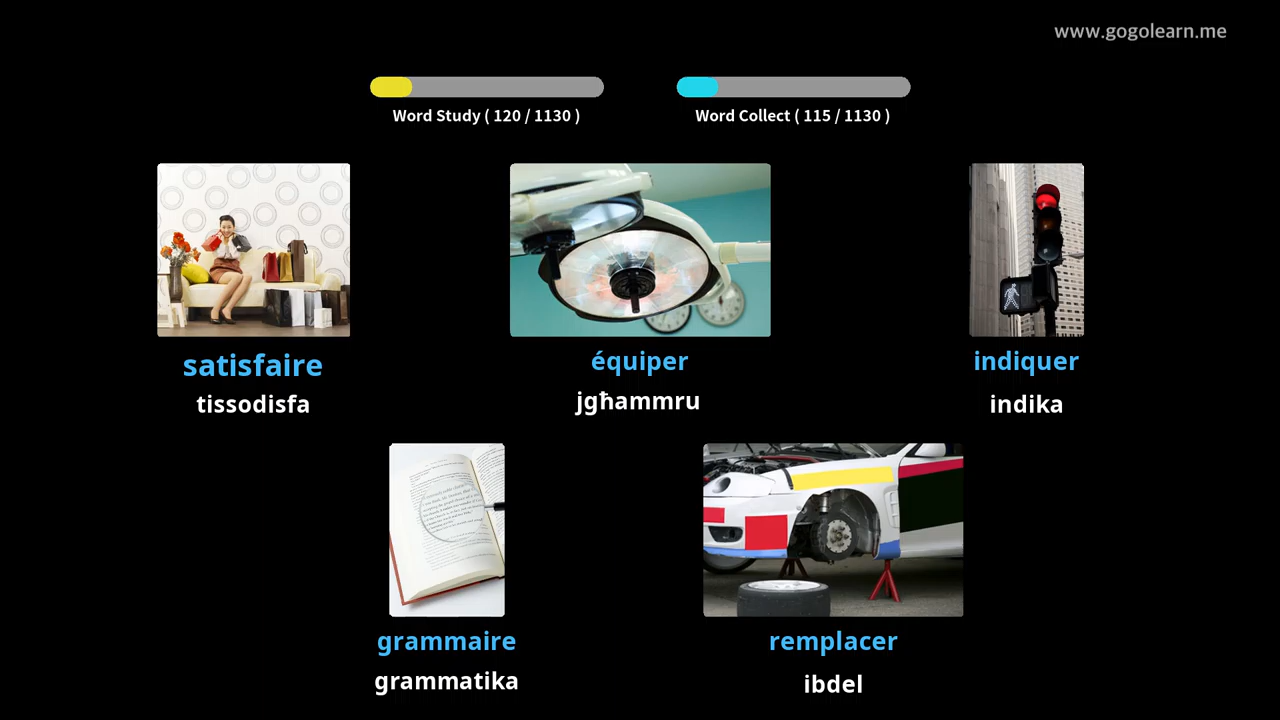 www.gogolearn.me
Word Study ( 120 / 1130 )
Word Collect ( 115 / 1130 )
satisfaire
tissodisfa
équiper
jgħammru
indiquer
indika
grammaire
grammatika
remplacer
ibdel